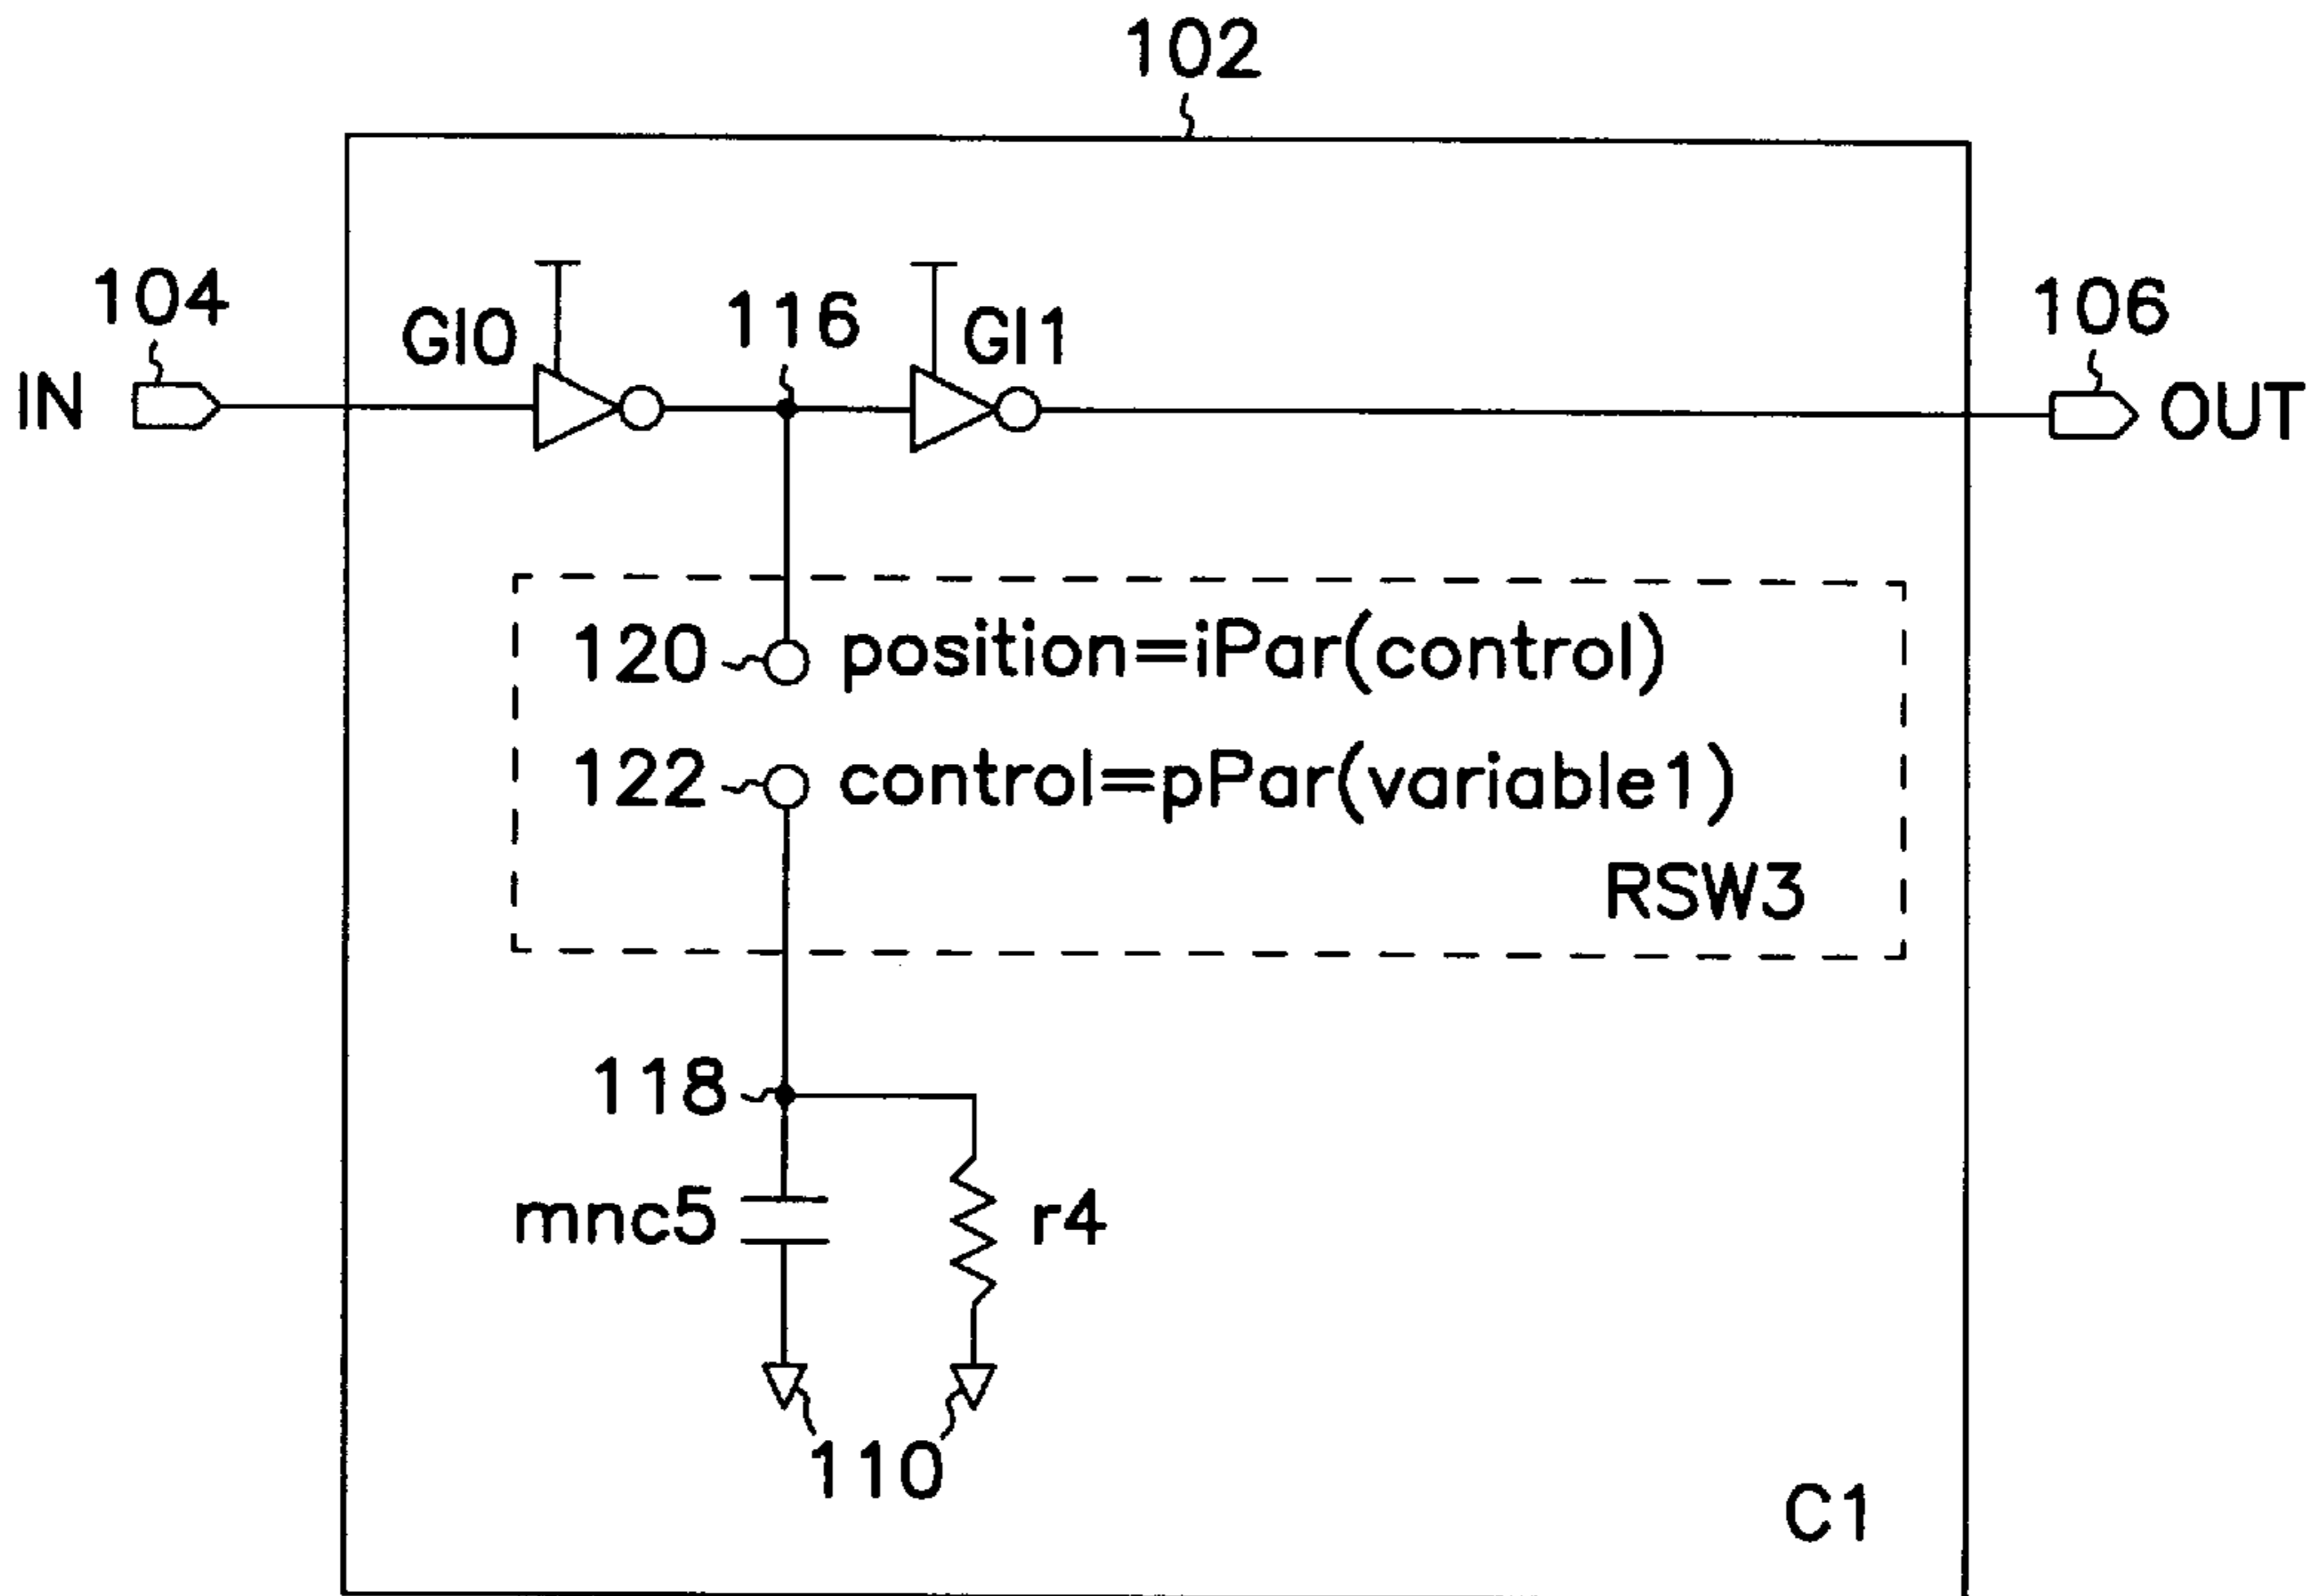 102
104
GI0
116
GI1
106
IN
OUT
120
position=iPar(control)
122
control=pPar(variable1)
RSW3
118
mnc5
r4
110
C1